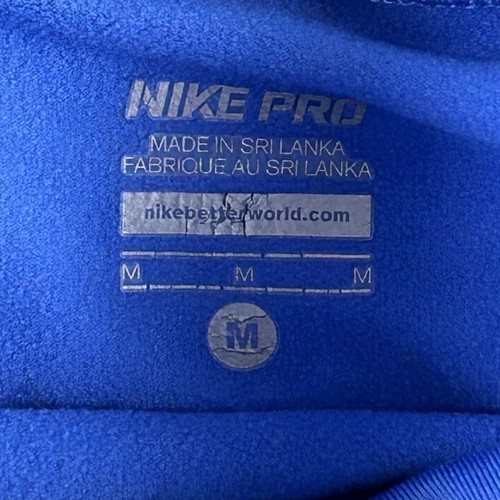 NIKE PRO
MADE IN SRI LANKA
FABRIQUE AU SRI LANKA
nikebetterworld.com
M M M
M